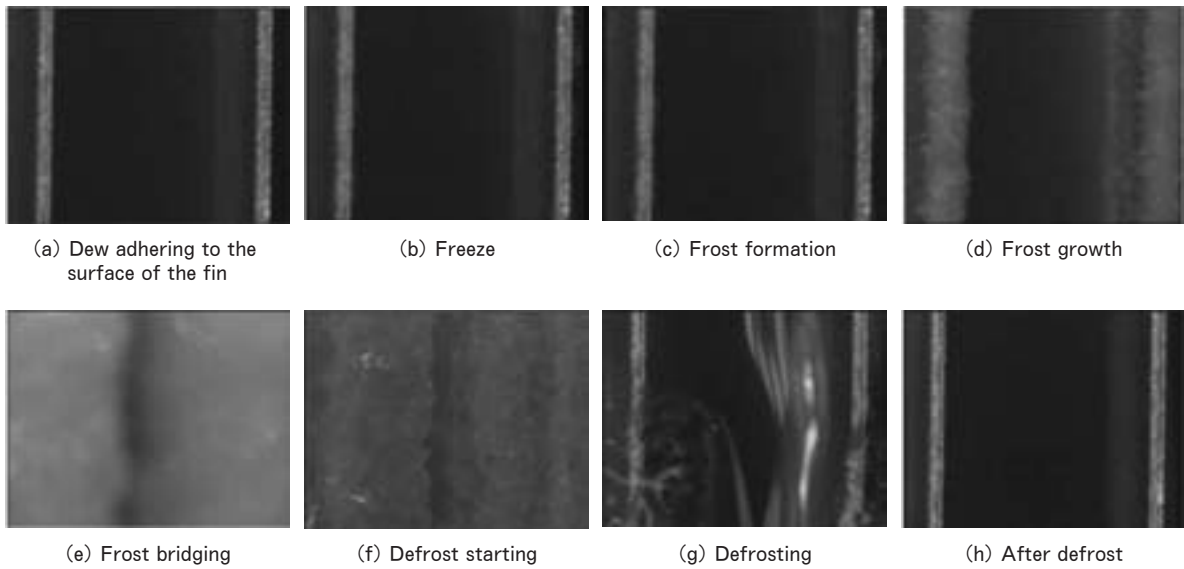 (a) Dew adhering to the
surface of the fin
(b) Freeze
(c) Frost formation
(d) Frost growth
(e) Frost bridging
(f) Defrost starting
(g) Defrosting
(h) After defrost